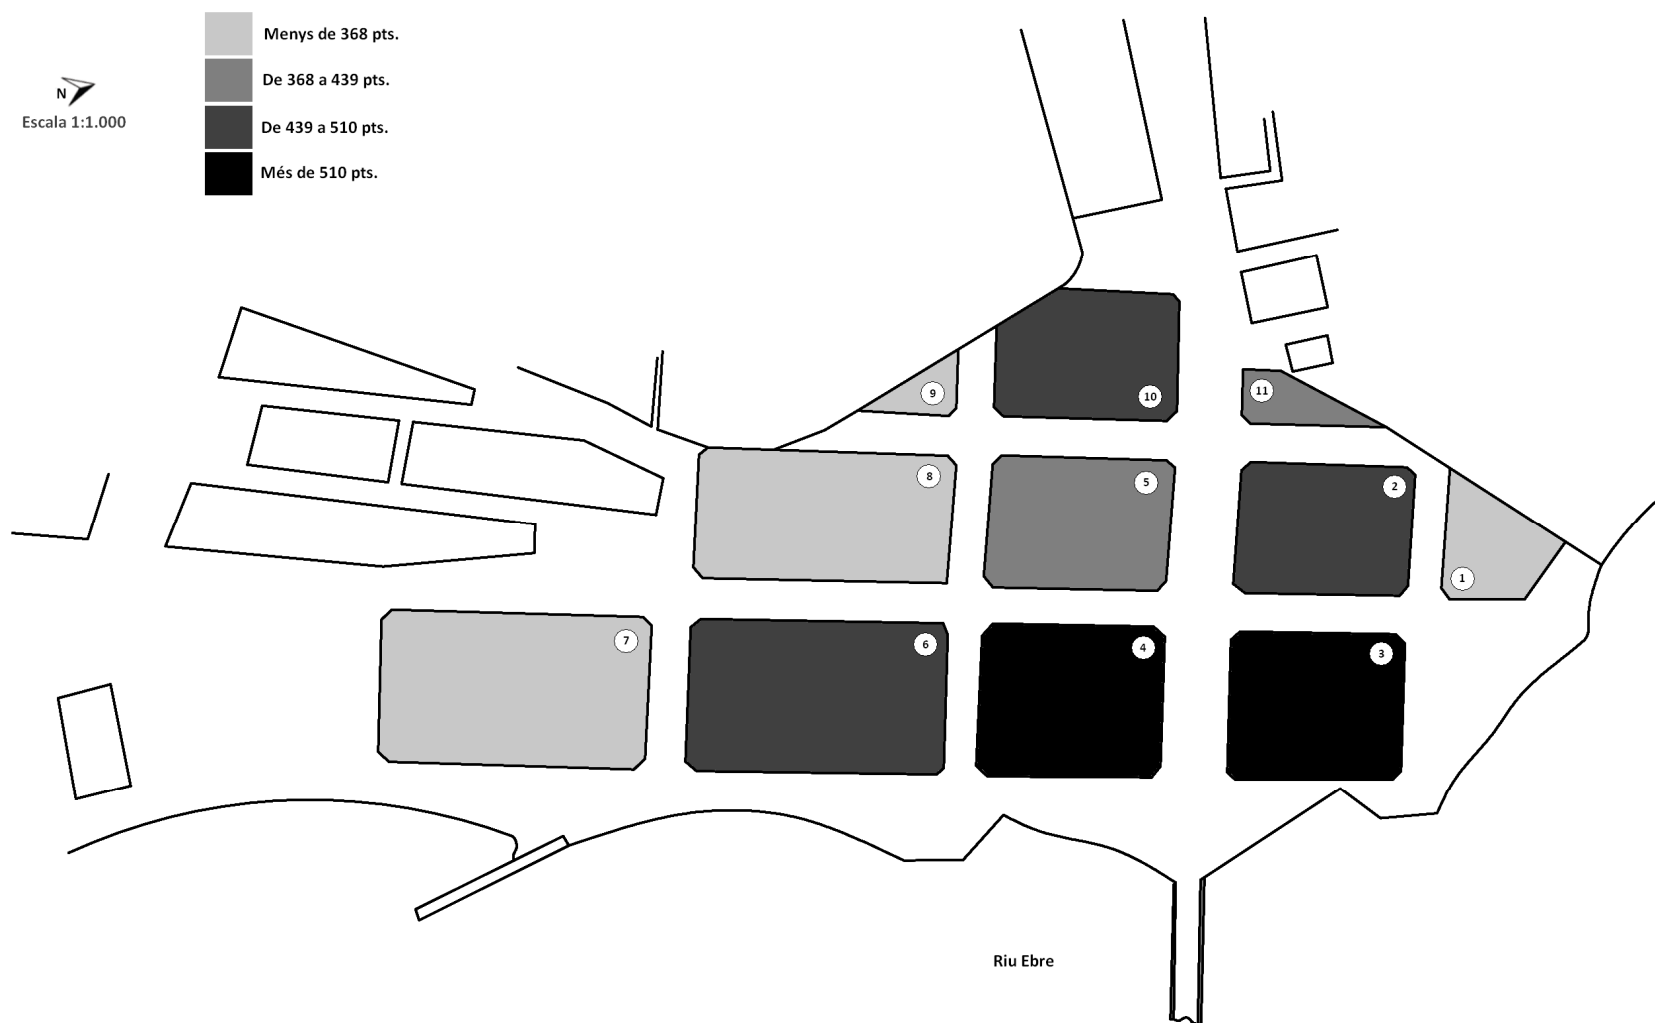 Menys de 368 pts.
De 368 a 439 pts.
N
Escala 1:1.000
De 439 a 510 pts.
Més de 510 pts.
9
10
11
8
5
2
1
7
6
4
3
Riu Ebre